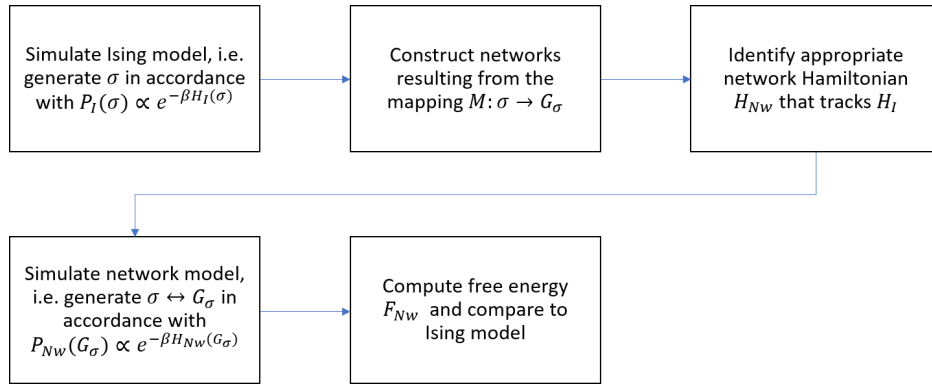 Simulate Ising model, i.e.
generate σ in accordance
with P_I(σ) ∝ e^{-βH_I(σ)}
Construct networks
resulting from the
mapping M: σ → G_σ
Identify appropriate
network Hamiltonian
H_{Nw} that tracks H_I
Simulate network model,
i.e. generate σ ↔ G_σ in
accordance with
P_{Nw}(G_σ) ∝ e^{-βH_{Nw}(G_σ)}
Compute free energy
F_{Nw} and compare to
Ising model